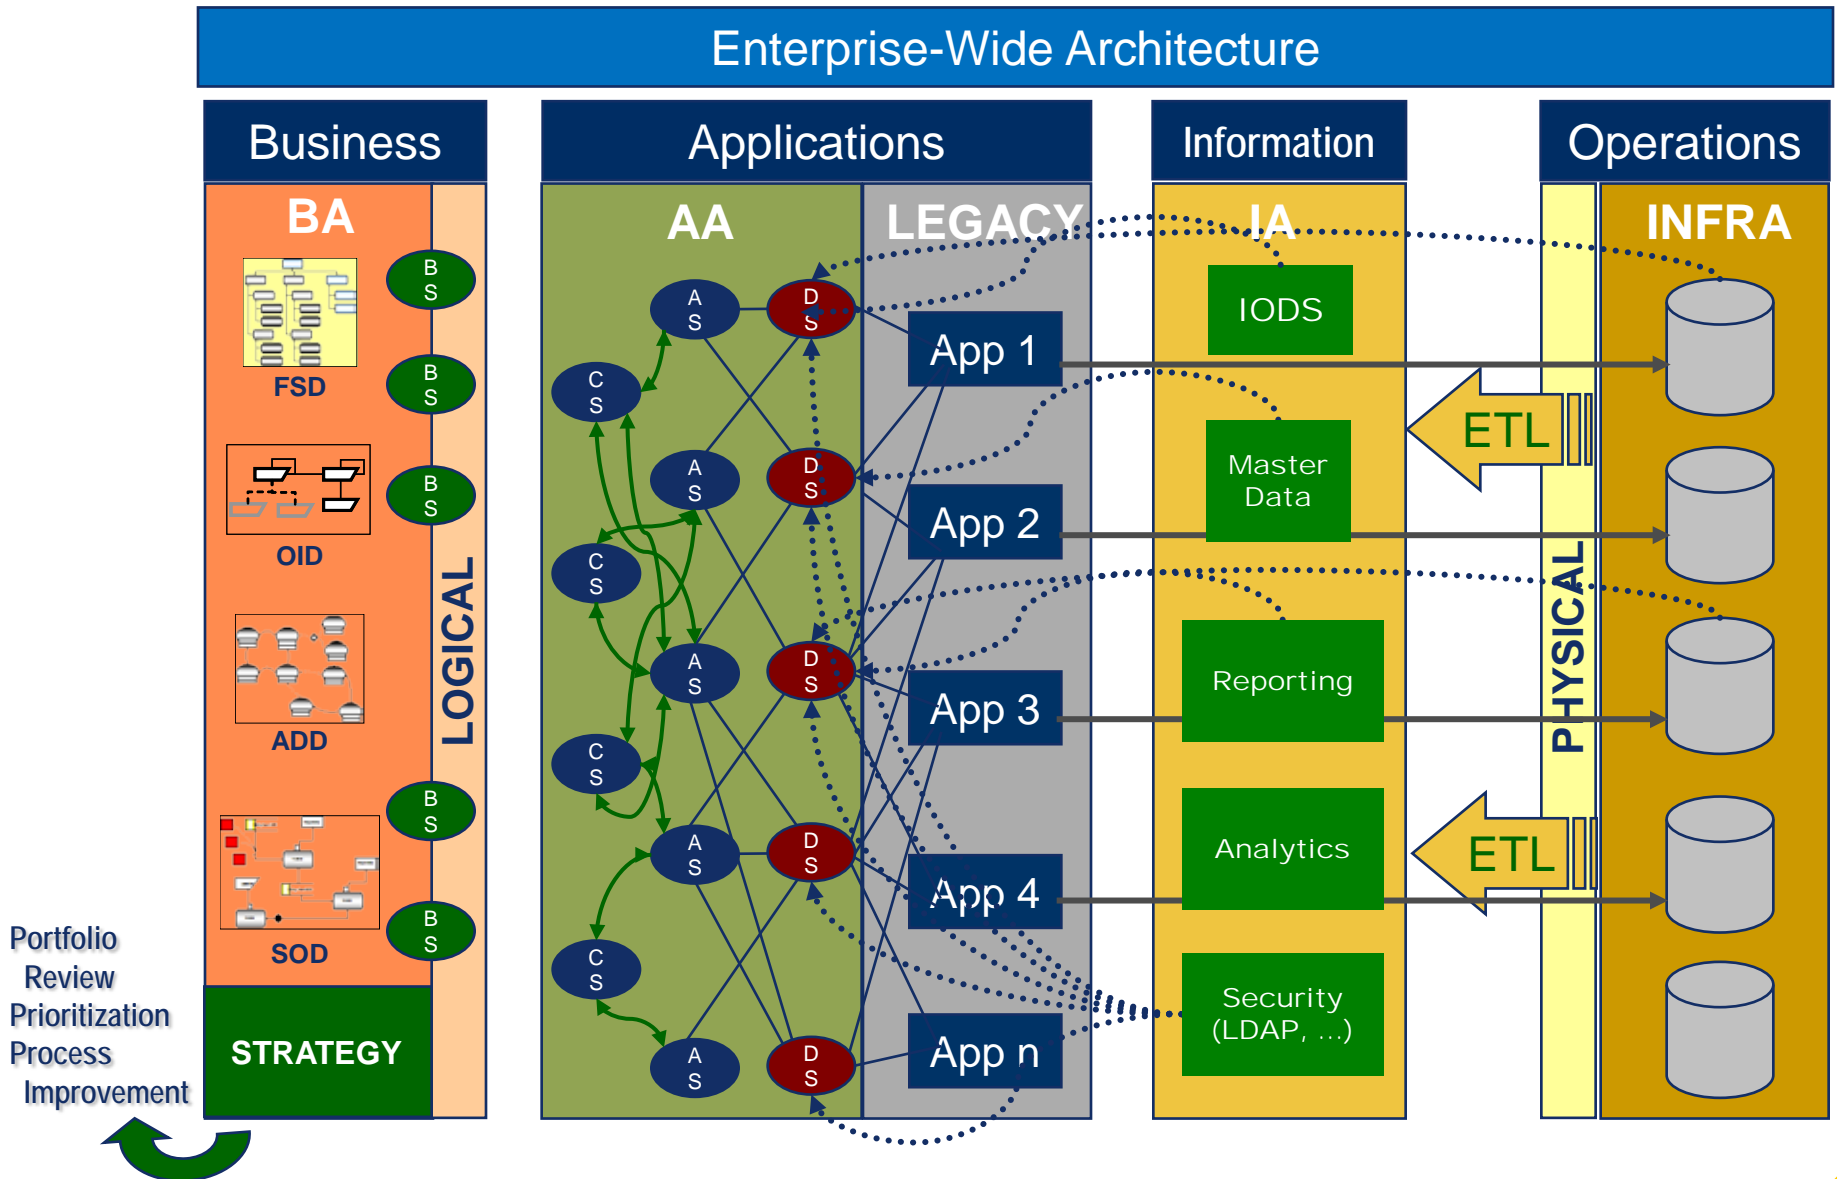 Enterprise-Wide Architecture
Business
Applications
Information
Operations
BA
LOGICAL
B
S
B
S
B
S
B
S
B
S
FSD
OID
ADD
SOD
STRATEGY
Portfolio
Review
Prioritization
Process
Improvement
AA
A
S
A
S
A
S
A
S
A
S
C
S
C
S
C
S
C
S
D
S
D
S
D
S
D
S
D
S
LEGACY
App 1
App 2
App 3
App 4
App n
IA
IODS
Master
Data
Reporting
Analytics
Security
(LDAP, ...)
ETL
ETL
PHYSICAL
INFRA